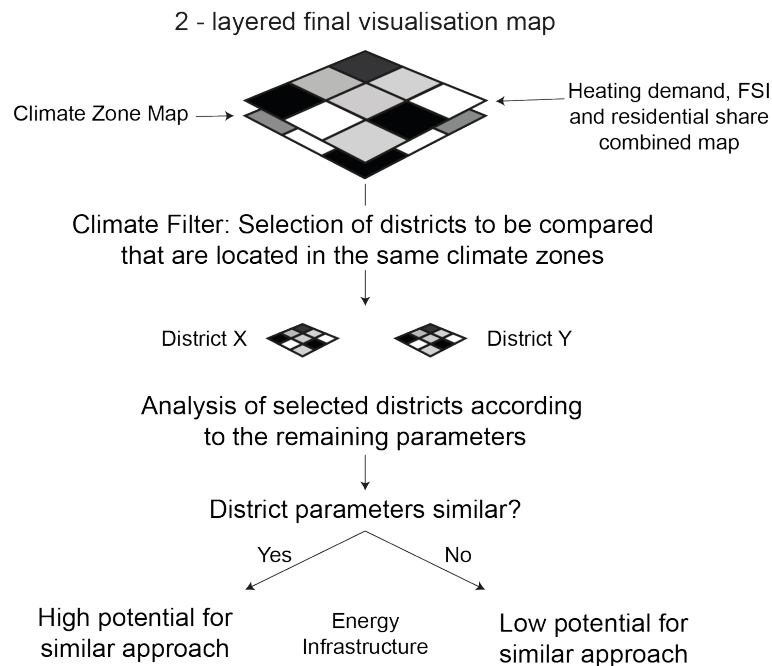 2 - layered final visualisation map
Climate Zone Map
Heating demand, FSI
and residential share
combined map
Climate Filter: Selection of districts to be compared
that are located in the same climate zones
District X
District Y
Analysis of selected districts according
to the remaining parameters
District parameters similar?
Yes
No
High potential for
similar approach
Energy
Infrastructure
Low potential for
similar approach